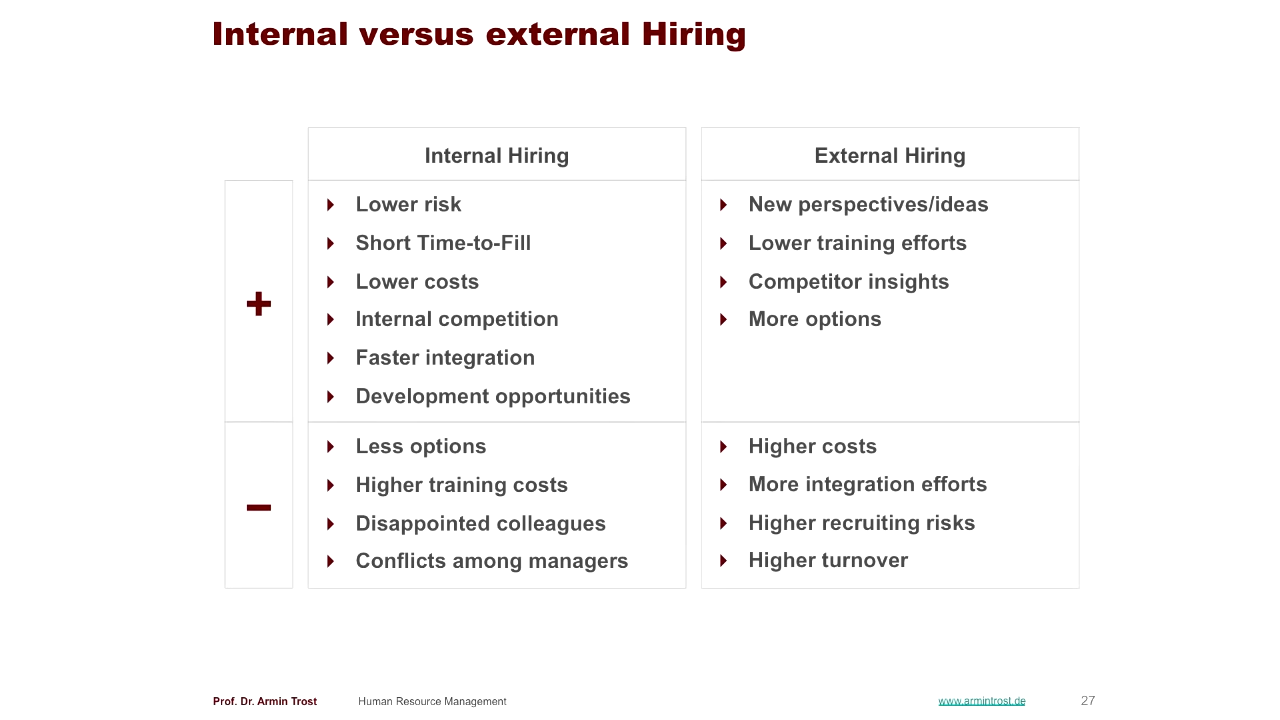 Internal versus external Hiring
Internal Hiring
External Hiring
+
Lower risk
Short Time-to-Fill
Lower costs
Internal competition
Faster integration
Development opportunities
New perspectives/ideas
Lower training efforts
Competitor insights
More options
–
Less options
Higher training costs
Disappointed colleagues
Conflicts among managers
Higher costs
More integration efforts
Higher recruiting risks
Higher turnover
Prof. Dr. Armin Trost Human Resource Management www.armintrost.de 27